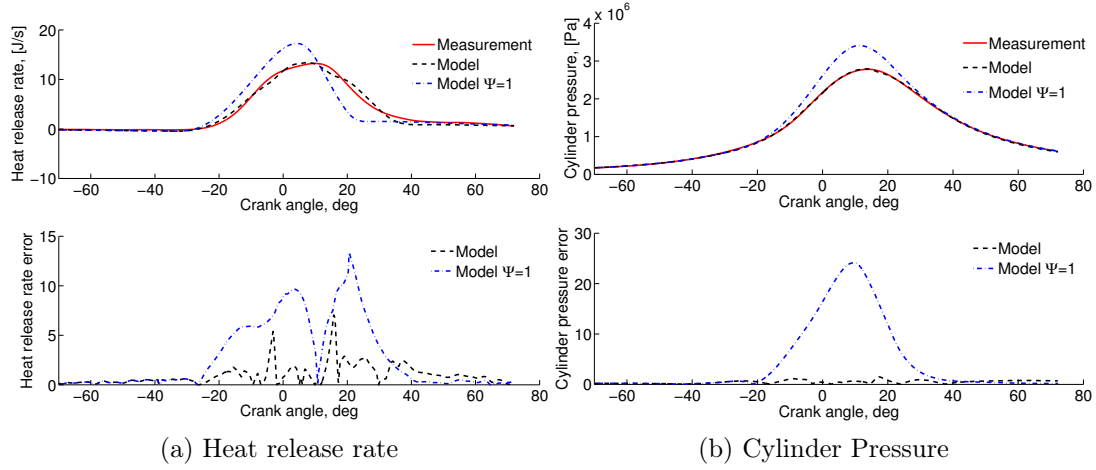 Heat release rate, [J/s]
20
10
0
−10
−60 −40 −20 0 20 40 60 80
Crank angle, deg
Measurement
Model
Model Ψ=1
Heat release rate error
15
10
5
0
−60 −40 −20 0 20 40 60 80
Crank angle, deg
Model
Model Ψ=1
(a) Heat release rate
Cylinder pressure, [Pa]
x 10^6
4
3
2
1
0
−60 −40 −20 0 20 40 60 80
Crank angle, deg
Measurement
Model
Model Ψ=1
Cylinder pressure error
30
20
10
0
−60 −40 −20 0 20 40 60 80
Crank angle, deg
Model
Model Ψ=1
(b) Cylinder Pressure